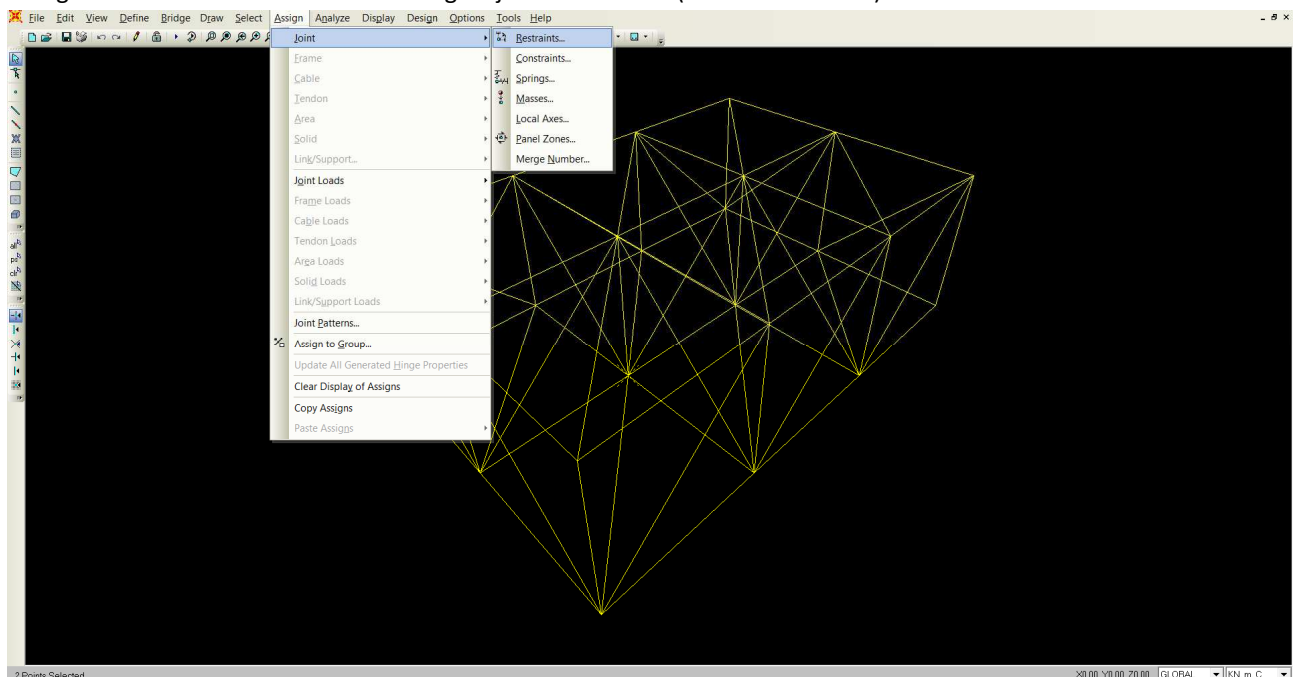 File Edit View Define Bridge Draw Select Assign Analyze Display Design Options Tools Help
Joint
Frame
Cable
Tendon
Area
Solid
Link/Support...
Joint Loads
Frame Loads
Cable Loads
Tendon Loads
Area Loads
Solid Loads
Link/Support Loads
Joint Patterns...
Assign to Group...
Update All Generated Hinge Properties
Clear Display of Assigns
Copy Assigns
Paste Assigns
Restraints...
Constraints...
Springs...
Masses...
Local Axes...
Panel Zones...
Merge Number...
all
ps
clr
2 Points Selected
X0.00 Y0.00 Z0.00 GLOBAL KN, m, C